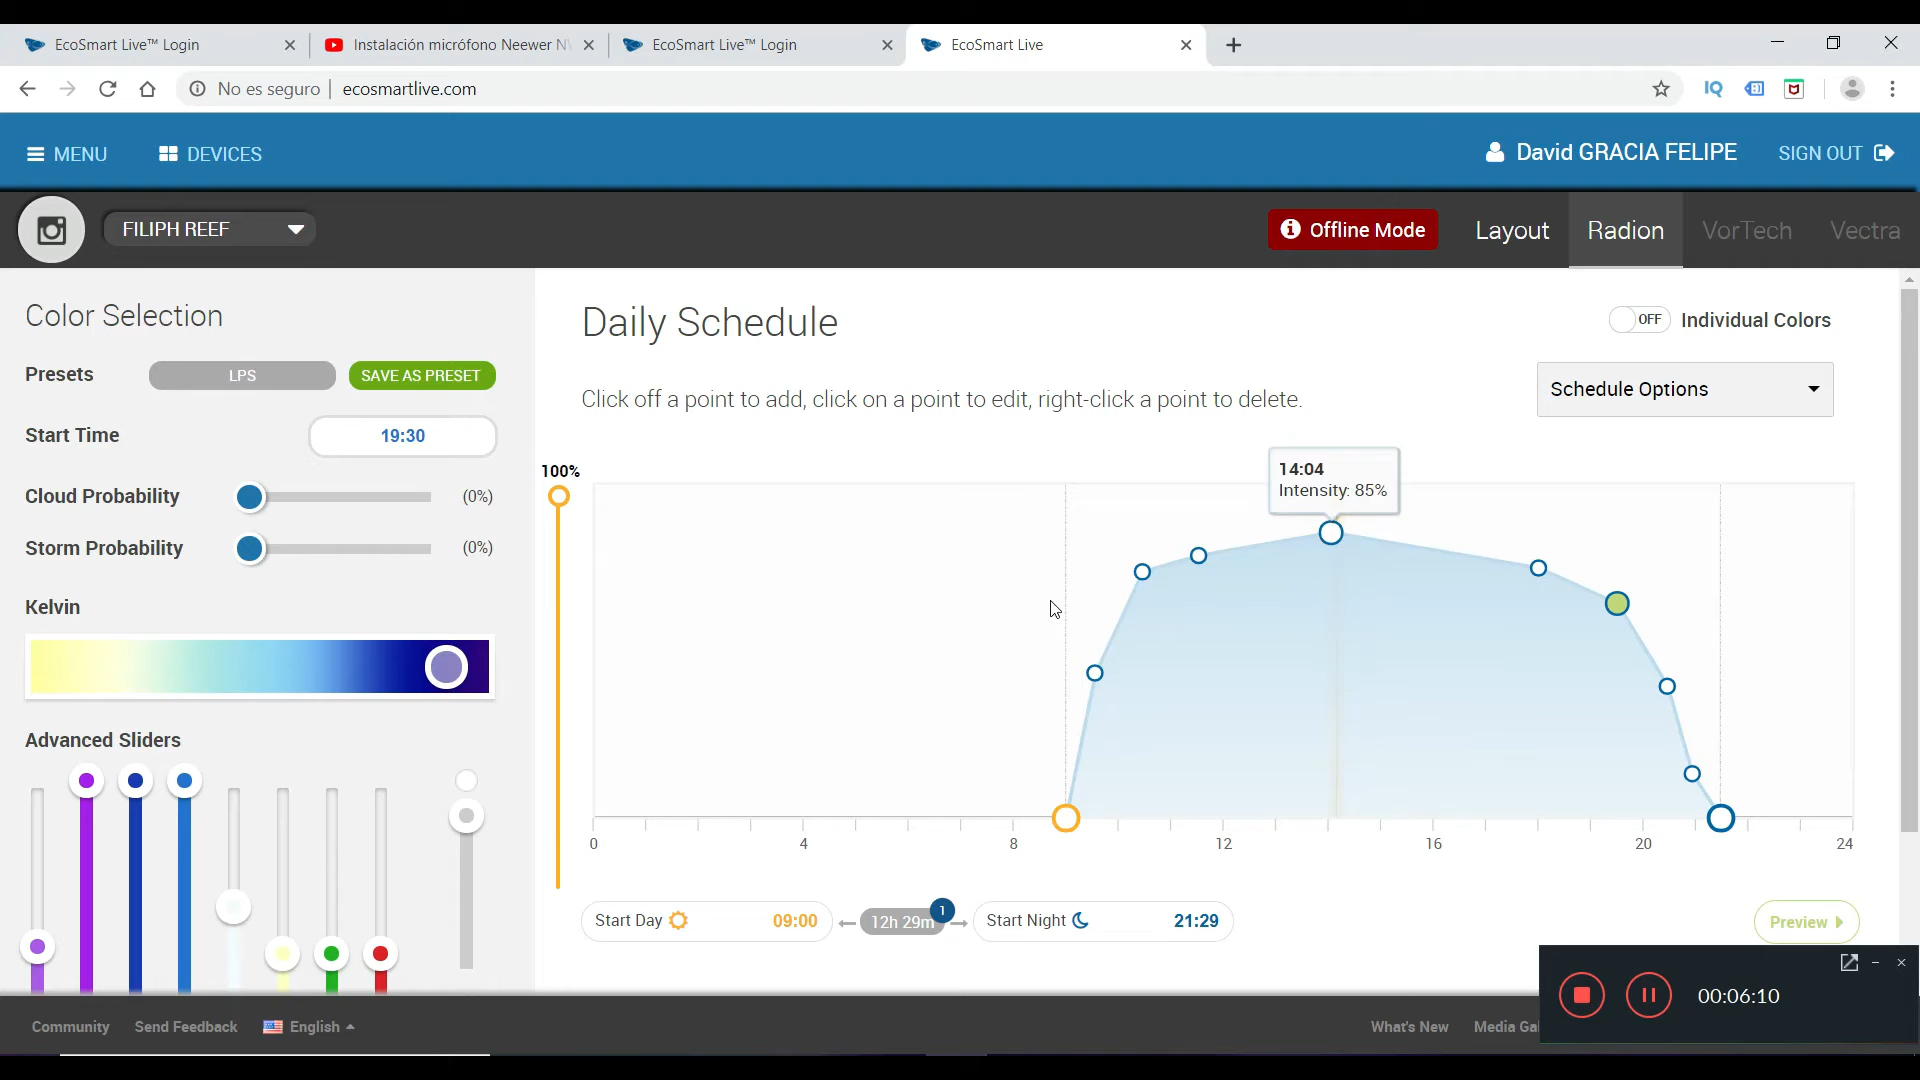 EcoSmart Live™ Login
Instalación micrófono Neewer N
EcoSmart Live™ Login
EcoSmart Live
No es seguro
ecosmartlive.com
IQ
MENU
DEVICES
David GRACIA FELIPE
SIGN OUT
FILIPH REEF
Offline Mode
Layout
Radion
VorTech
Vectra
Color Selection
Presets
LPS
SAVE AS PRESET
Start Time
19:30
Cloud Probability
(0%)
Storm Probability
(0%)
Kelvin
Advanced Sliders
Daily Schedule
OFF
Individual Colors
Click off a point to add, click on a point to edit, right-click a point to delete.
Schedule Options
100%
14:04
Intensity: 85%
0
4
8
12
16
20
24
Start Day
09:00
12h 29m
1
Start Night
21:29
Preview
00:06:10
Community
Send Feedback
English
What's New
Media Ga